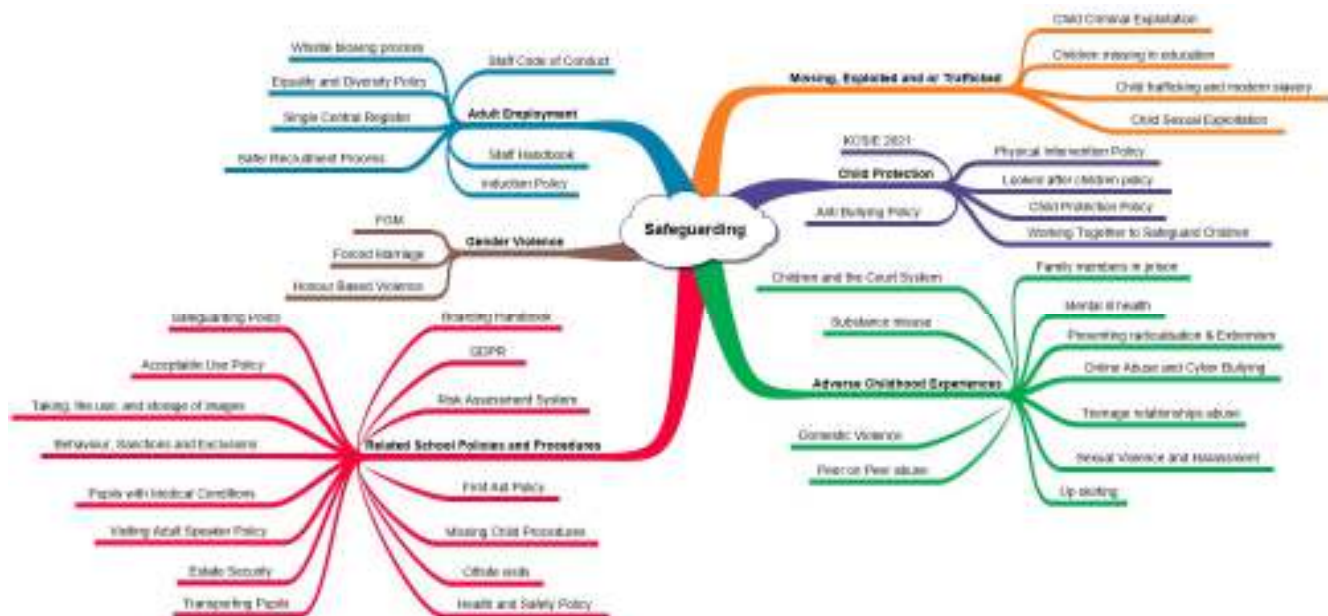 Whistle blowing process
Staff Code of Conduct
Equality and Diversity Policy
Adult Employment
Single Central Register
Staff Handbook
Safer Recruitment Process
Induction Policy
Missing, Exploited and or Trafficked
Child Criminal Exploitation
Children missing in education
Child trafficking and modern slavery
Child Sexual Exploitation
KCSIE 2021
Child Protection
Anti Bullying Policy
Physical Intervention Policy
Looked after children policy
Child Protection Policy
Working Together to Safeguard Children
Safeguarding
FGM
Gender Violence
Forced Marriage
Honour Based Violence
Children and the Court System
Substance misuse
Adverse Childhood Experiences
Domestic Violence
Peer on Peer abuse
Family members in prison
Mental ill health
Preventing radicalisation & Extremism
Online Abuse and Cyber Bullying
Teenage relationships abuse
Sexual Violence and Harassment
Up skirting
Safeguarding Policy
Acceptable Use Policy
Taking, the use, and storage of images
Behaviour, Sanctions and Exclusions
Pupils with Medical Conditions
Visiting Adult Speaker Policy
Estate Security
Transporting Pupils
Related School Policies and Procedures
Boarding Handbook
GDPR
Risk Assessment System
First Aid Policy
Missing Child Procedures
Offsite visits
Health and Safety Policy